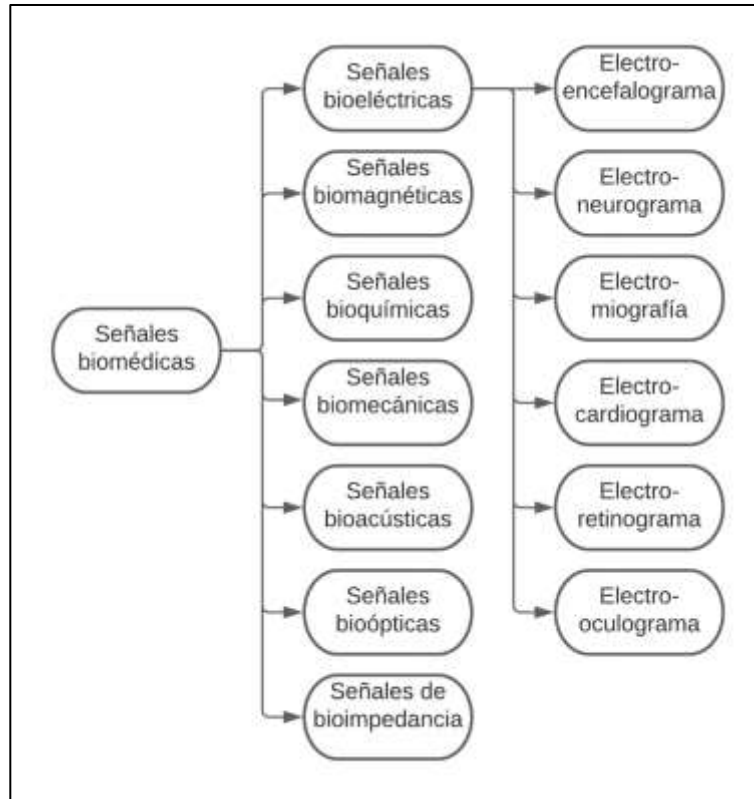 Señales
biomédicas
Señales
bioeléctricas
Señales
biomagnéticas
Señales
bioquímicas
Señales
biomecánicas
Señales
bioacústicas
Señales
bioópticas
Señales de
bioimpedancia
Electro-
encefalograma
Electro-
neurograma
Electro-
miografía
Electro-
cardiograma
Electro-
retinograma
Electro-
oculograma